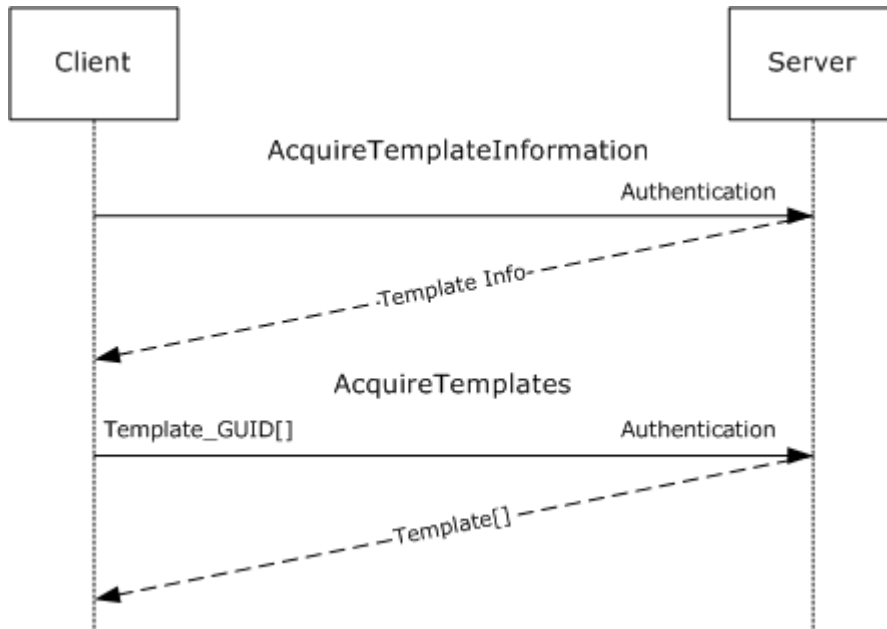 Client
Server
AcquireTemplateInformation
Authentication
Template Info
AcquireTemplates
Template_GUID[]
Authentication
Template[]